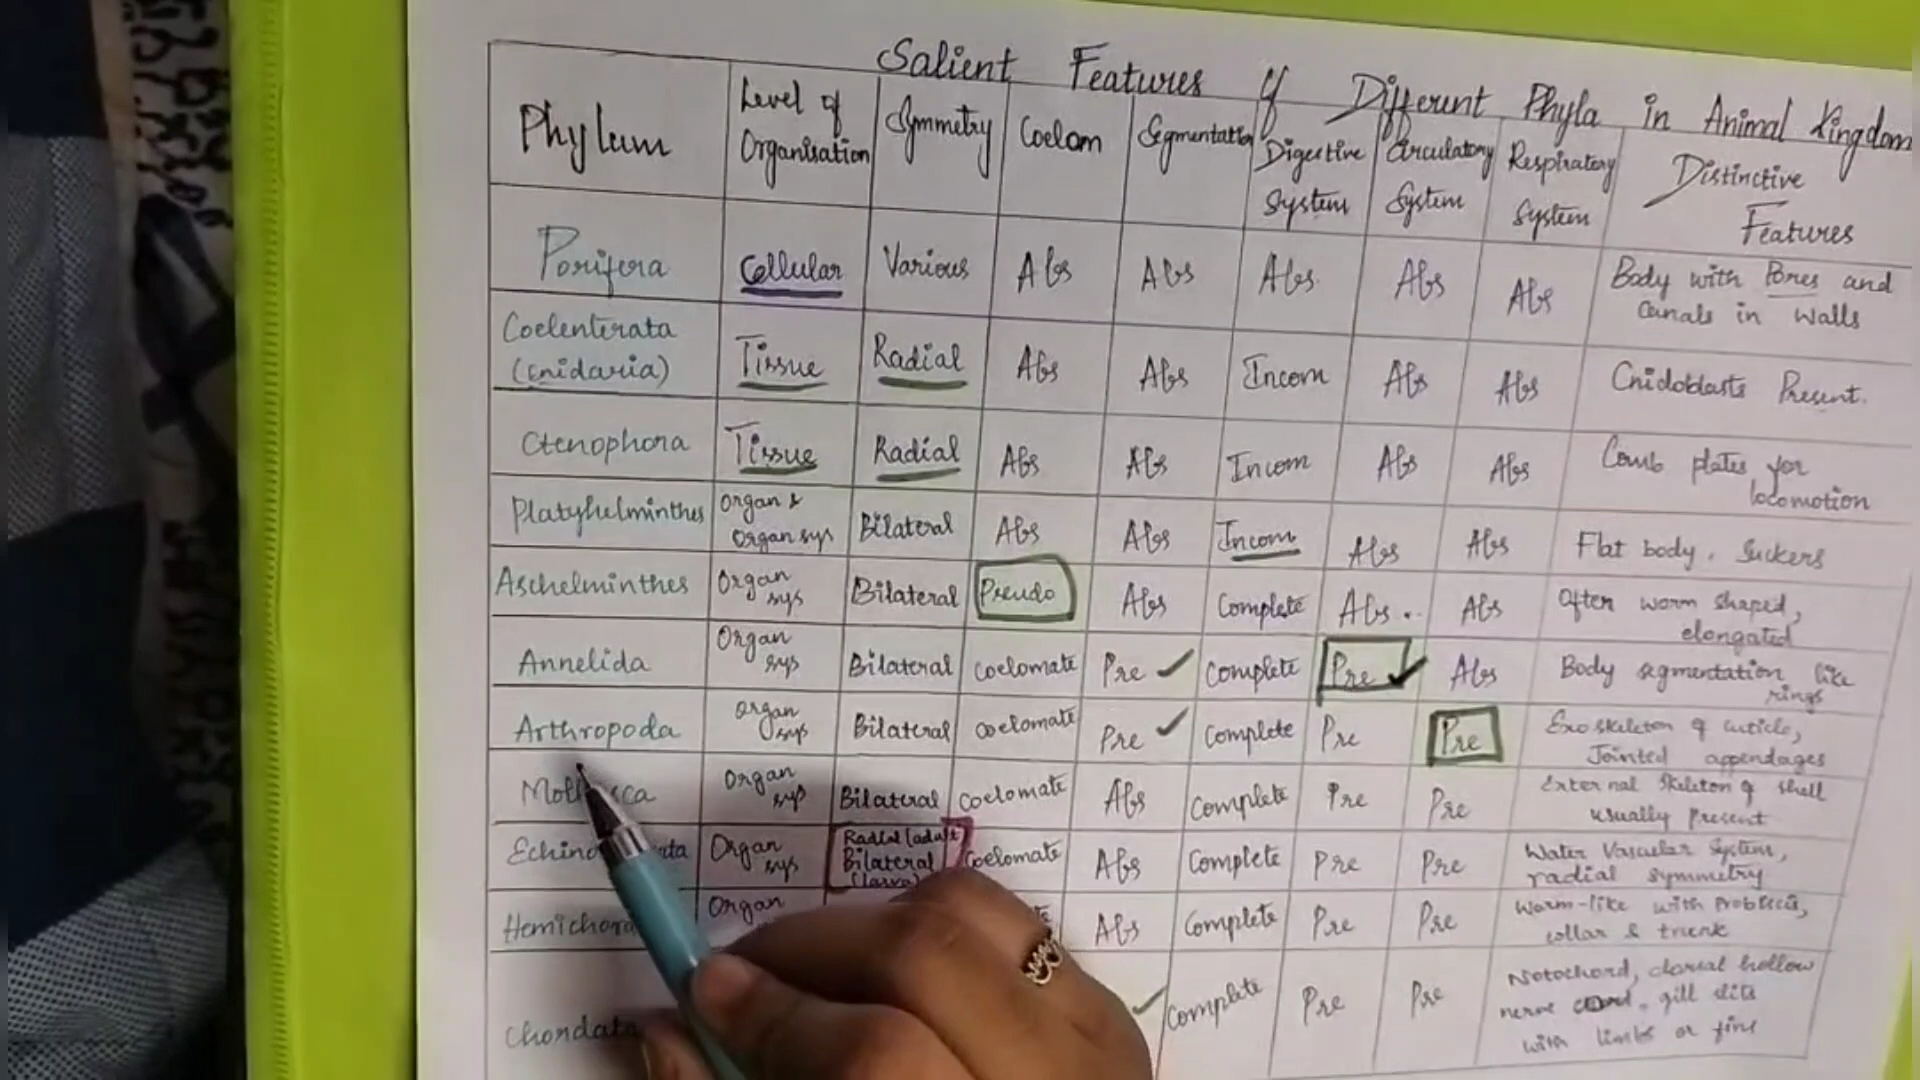 Salient Features of Different Phyla in Animal Kingdom
Phylum
Level of
Organisation
Symmetry
Coelom
Segmentation
Digestive
System
Circulatory
System
Respiratory
System
Distinctive
Features
Porifera
Cellular
Various
Abs
Abs
Abs.
Abs
Abs
Body with Pores and
Canals in walls
Coelenterata
(Cnidaria)
Tissue
Radial
Abs
Abs
Incom
Abs
Abs
Cnidoblasts Present.
Ctenophora
Tissue
Radial
Abs
Abs
Incom
Abs
Abs
Comb plates for
locomotion
Platyhelminthes
Organ &
Organ sys
Bilateral
Abs
Abs
Incom
Abs
Abs
Flat body. Suckers
Aschelminthes
Organ
sys
Bilateral
Pseudo
Abs
Complete
Abs..
Abs
Often worm shaped,
elongated
Annelida
Organ
sys
Bilateral
Coelomate
Pre ✓
Complete
Pre ✓
Abs
Body segmentation like
rings
Arthropoda
Organ
sys
Bilateral
Coelomate
Pre ✓
Complete
Pre
Pre
Exoskeleton of cuticle,
Jointed appendages
Organ
sys
Bilateral
Coelomate
Abs
Complete
Pre
Pre
External Skeleton of shell
usually present
Organ
sys
Radial (adult
Bilateral
(larva)
Coelomate
Abs
Complete
Pre
Pre
Water Vascular System,
radial symmetry
Organ
Abs
Complete
Pre
Pre
Worm-like with Proboscis,
collar & trunk
Chordata
✓
Complete
Pre
Pre
Notochord, dorsal hollow
nerve cord, gill slits
with limbs or fins